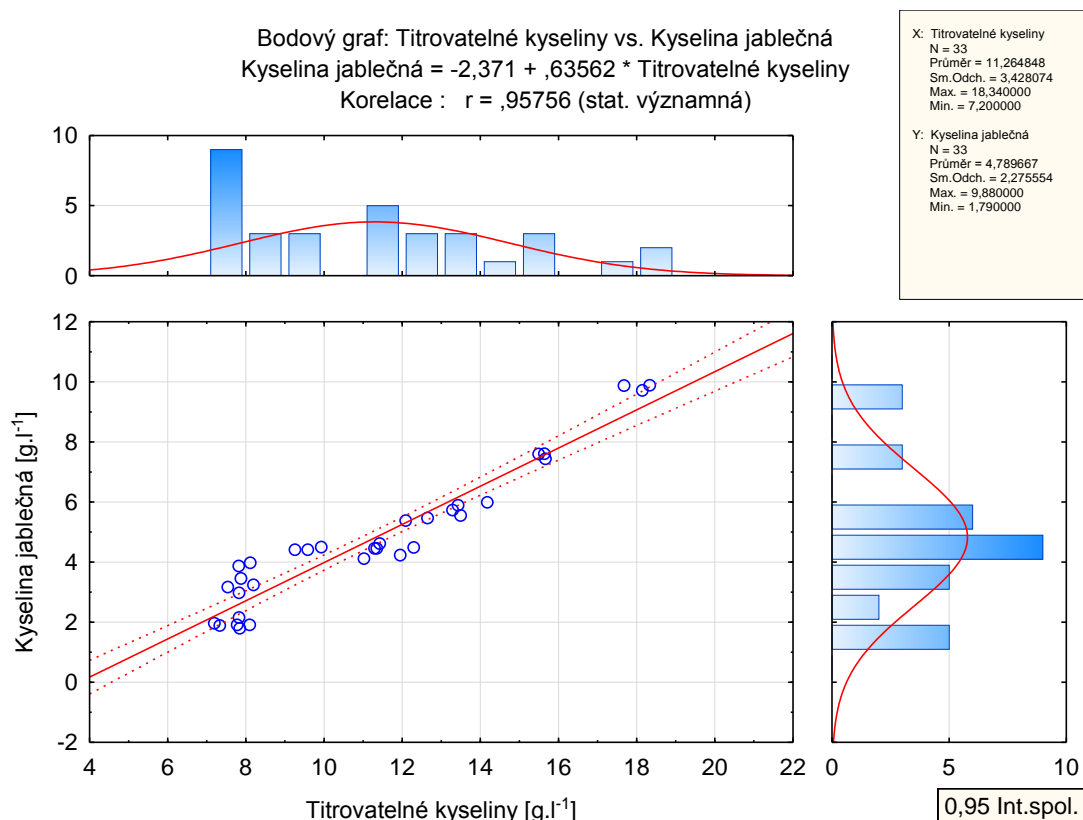 Bodový graf: Titrovatelné kyseliny vs. Kyselina jablečná
Kyselina jablečná = -2,371 + ,63562 * Titrovatelné kyseliny
Korelace : r = ,95756 (stat. významná)
X: Titrovatelné kyseliny
N = 33
Průměr = 11,264848
Sm.Odch. = 3,428074
Max. = 18,340000
Min. = 7,200000
Y: Kyselina jablečná
N = 33
Průměr = 4,789667
Sm.Odch. = 2,275554
Max. = 9,880000
Min. = 1,790000
10
5
0
12
10
8
6
4
2
0
-2
Kyselina jablečná [g.l-1]
4 6 8 10 12 14 16 18 20 22
Titrovatelné kyseliny [g.l-1]
0 5 10
0,95 Int.spol.